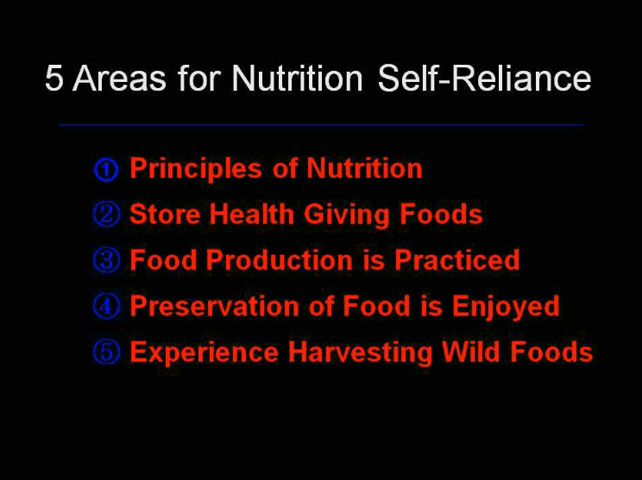 5 Areas for Nutrition Self-Reliance
① Principles of Nutrition
② Store Health Giving Foods
③ Food Production is Practiced
④ Preservation of Food is Enjoyed
⑤ Experience Harvesting Wild Foods